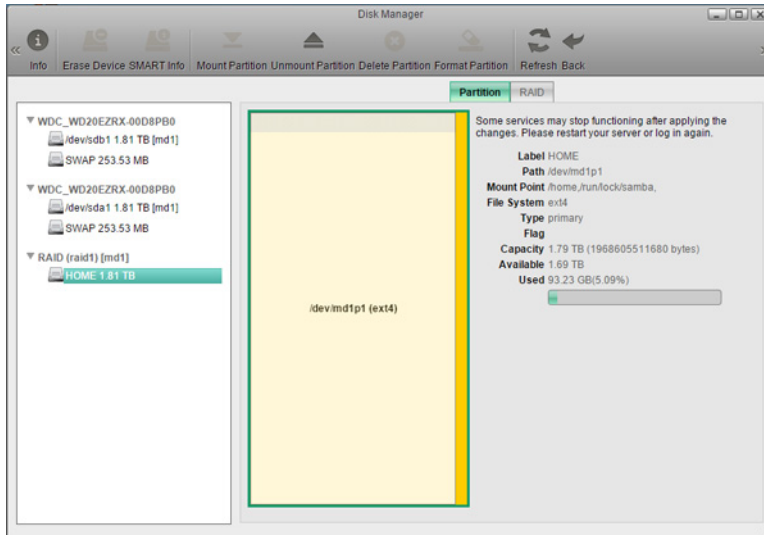 Disk Manager
Info Erase Device SMART Info Mount Partition Unmount Partition Delete Partition Format Partition Refresh Back
Partition RAID
WDC_WD20EZRX-00D8PB0
/dev/sdb1 1.81 TB [md1]
SWAP 253.53 MB
WDC_WD20EZRX-00D8PB0
/dev/sda1 1.81 TB [md1]
SWAP 253.53 MB
RAID (raid1) [md1]
HOME 1.81 TB
/dev/md1p1 (ext4)
Some services may stop functioning after applying the
changes. Please restart your server or log in again.
Label HOME
Path /dev/md1p1
Mount Point /home,/run/lock/samba,
File System ext4
Type primary
Flag
Capacity 1.79 TB (1968605511680 bytes)
Available 1.69 TB
Used 93.23 GB(5.09%)